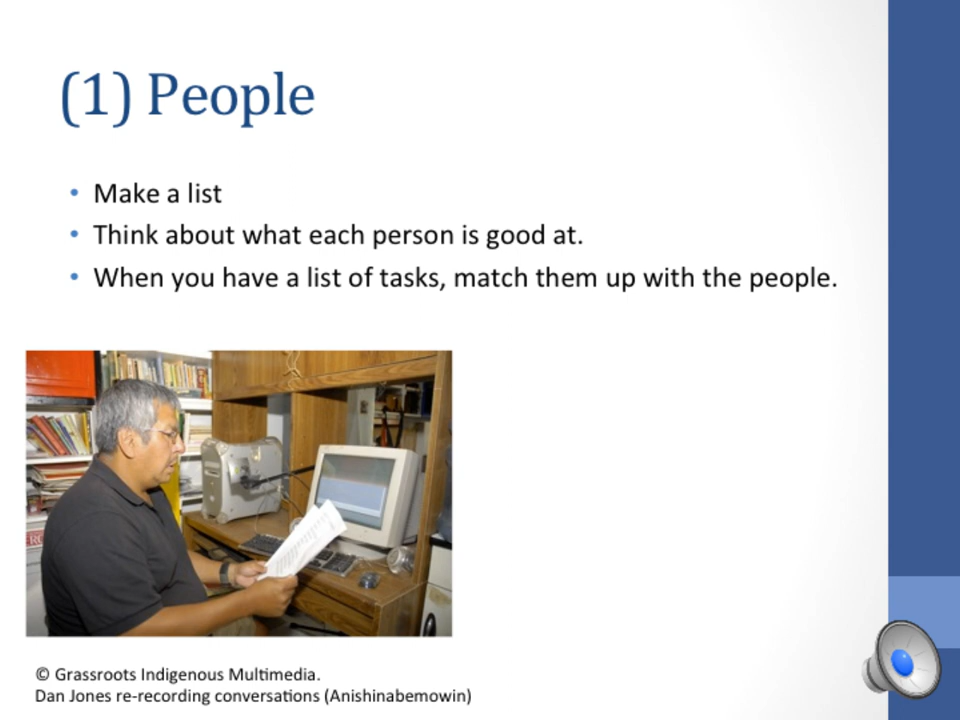 (1) People
• Make a list
• Think about what each person is good at.
• When you have a list of tasks, match them up with the people.
© Grassroots Indigenous Multimedia.
Dan Jones re-recording conversations (Anishinabemowin)